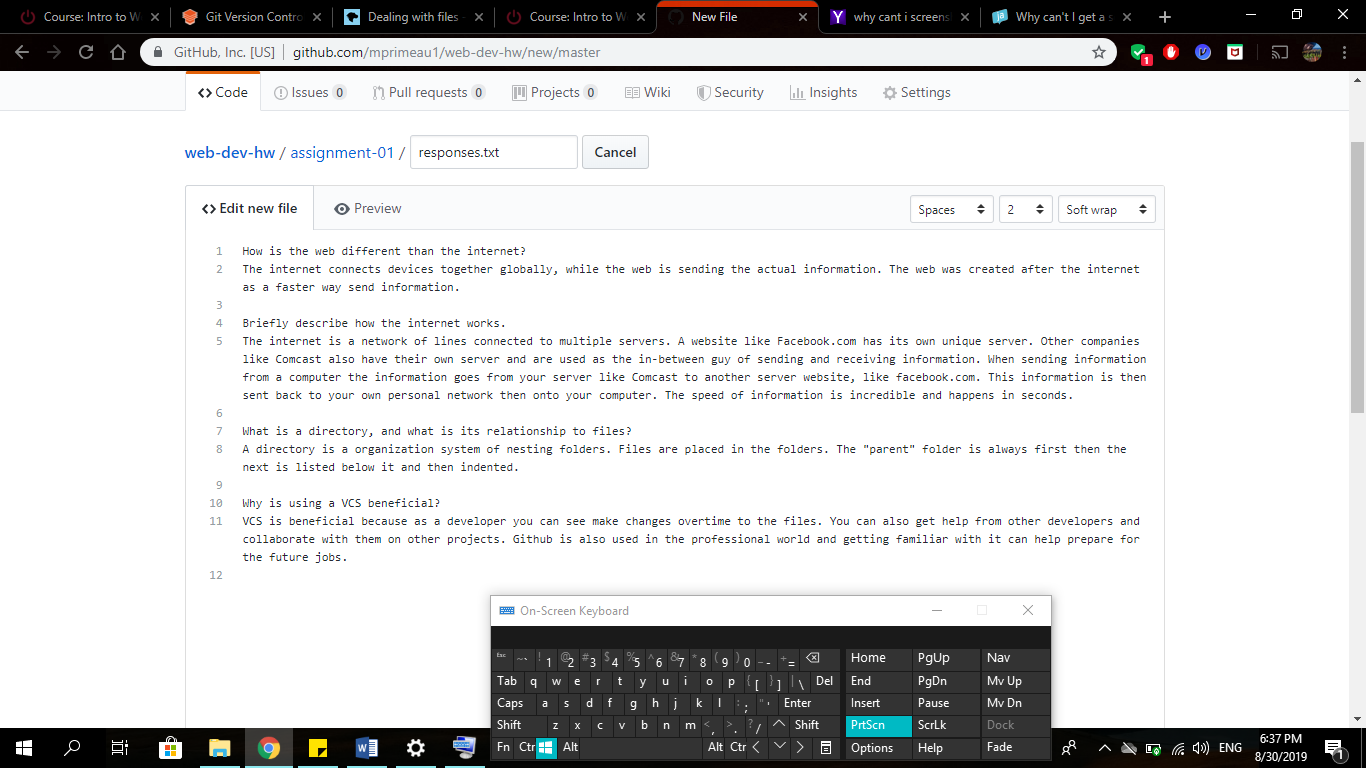 Course: Intro to W
Git Version Contro
Dealing with files -
Course: Intro to W
New File
why cant i screensh
Why can't I get a s
GitHub, Inc. [US] | github.com/mprimeau1/web-dev-hw/new/master
1
Code
Issues 0
Pull requests 0
Projects 0
Wiki
Security
Insights
Settings
web-dev-hw / assignment-01 / responses.txt Cancel
Edit new file
Preview
Spaces
2
Soft wrap
1 How is the web different than the internet?
2 The internet connects devices together globally, while the web is sending the actual information. The web was created after the internet
as a faster way send information.
3
4 Briefly describe how the internet works.
5 The internet is a network of lines connected to multiple servers. A website like Facebook.com has its own unique server. Other companies
like Comcast also have their own server and are used as the in-between guy of sending and receiving information. When sending information
from a computer the information goes from your server like Comcast to another server website, like facebook.com. This information is then
sent back to your own personal network then onto your computer. The speed of information is incredible and happens in seconds.
6
7 What is a directory, and what is its relationship to files?
8 A directory is a organization system of nesting folders. Files are placed in the folders. The "parent" folder is always first then the
next is listed below it and then indented.
9
10 Why is using a VCS beneficial?
11 VCS is beneficial because as a developer you can see make changes overtime to the files. You can also get help from other developers and
collaborate with them on other projects. Github is also used in the professional world and getting familiar with it can help prepare for
the future jobs.
12
On-Screen Keyboard
Esc ~ ` ! 1 @ 2 # 3 $ 4 % 5 ^ 6 & 7 * 8 ( 9 ) 0 _ - + = Home PgUp Nav
Tab q w e r t y u i o p { [ } ] | \ Del End PgDn Mv Up
Caps a s d f g h j k l : ; " ' Enter Insert Pause Mv Dn
Shift z x c v b n m < , > . ? / Shift PrtScn ScrLk Dock
Fn Ctr Alt Alt Ctr Options Help Fade
ENG
6:37 PM
8/30/2019
1